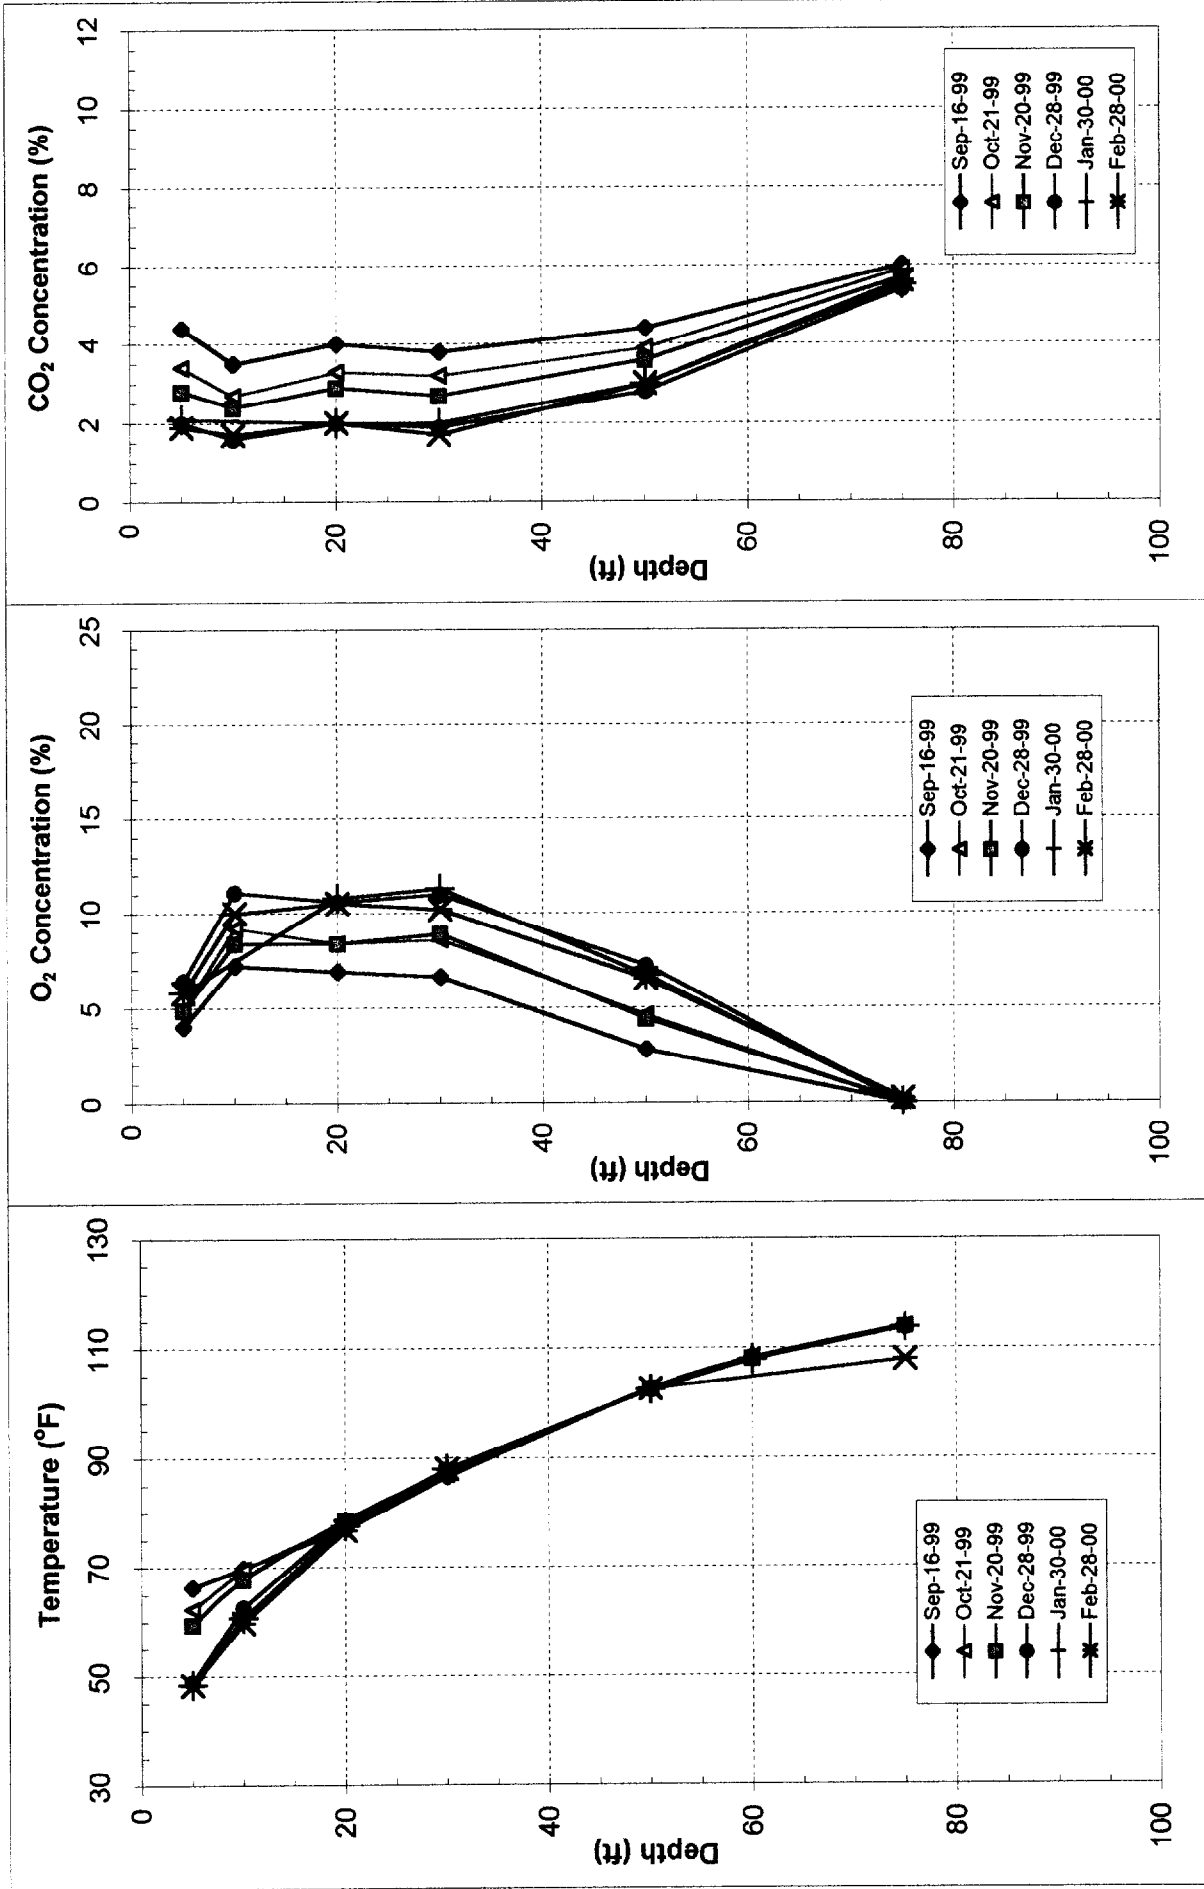 Temperature (°F)
30 50 70 90 110 130
0
20
40
60
80
100
Depth (ft)
Sep-16-99
Oct-21-99
Nov-20-99
Dec-28-99
Jan-30-00
Feb-28-00
O₂ Concentration (%)
0 5 10 15 20 25
0
20
40
60
80
100
Depth (ft)
Sep-16-99
Oct-21-99
Nov-20-99
Dec-28-99
Jan-30-00
Feb-28-00
CO₂ Concentration (%)
0 2 4 6 8 10 12
0
20
40
60
80
100
Depth (ft)
Sep-16-99
Oct-21-99
Nov-20-99
Dec-28-99
Jan-30-00
Feb-28-00